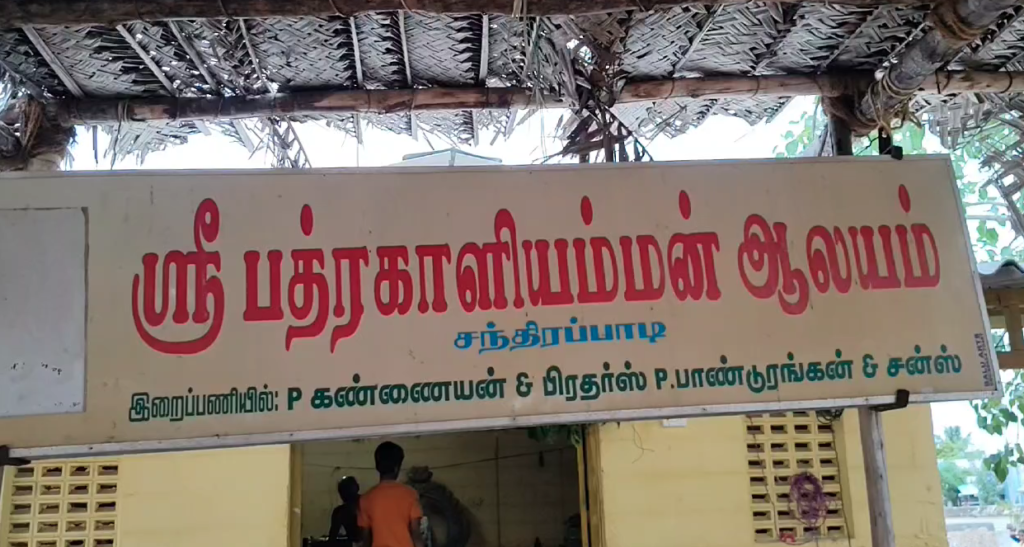 ஸ்ரீ பத்ரகாளியம்மன் ஆலயம்
சந்திரப்பாடி
இறைப்பணியில்: P கண்ணையன் & பிரதர்ஸ் P.பாண்டுரங்கன் & சன்ஸ்